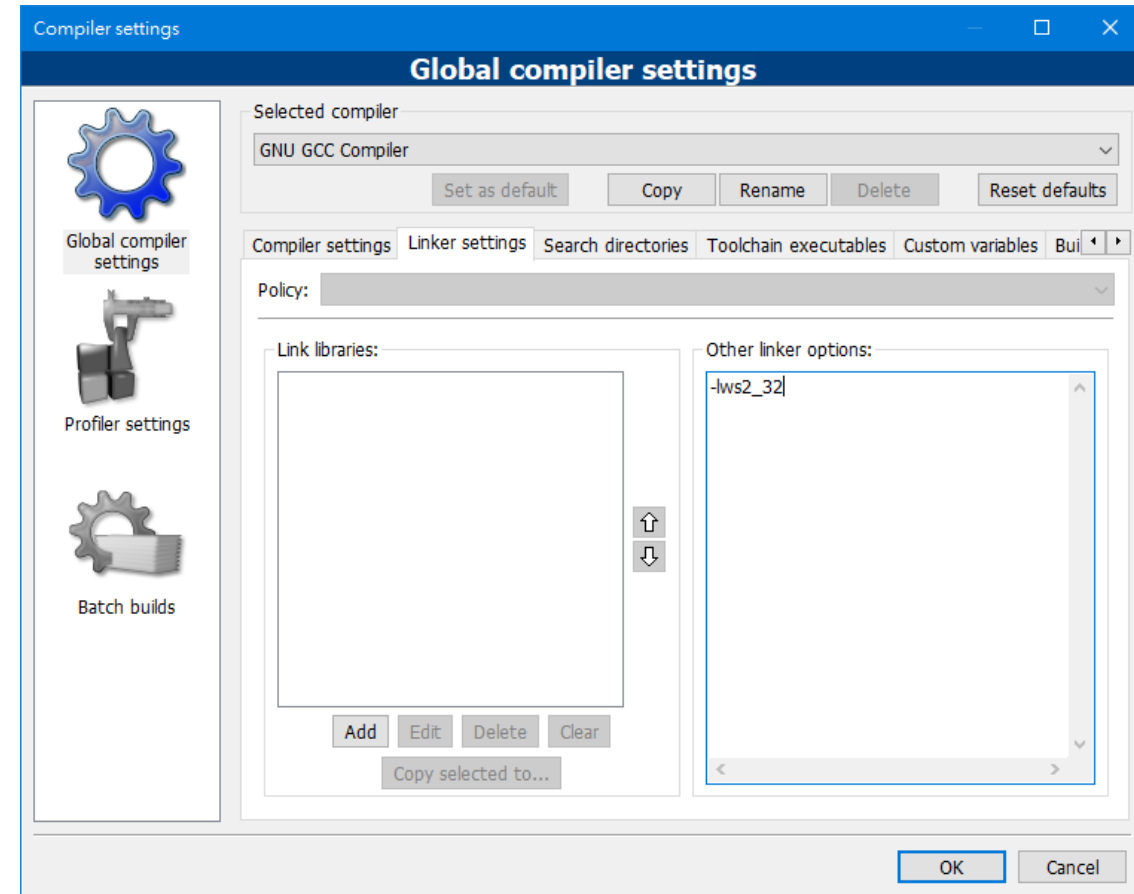 Compiler settings
Global compiler settings
Global compiler
settings
Profiler settings
Batch builds
Selected compiler
GNU GCC Compiler
Set as default Copy Rename Delete Reset defaults
Compiler settings Linker settings Search directories Toolchain executables Custom variables Bui
Policy:
Link libraries:
Add Edit Delete Clear
Copy selected to...
Other linker options:
-lws2_32
OK Cancel